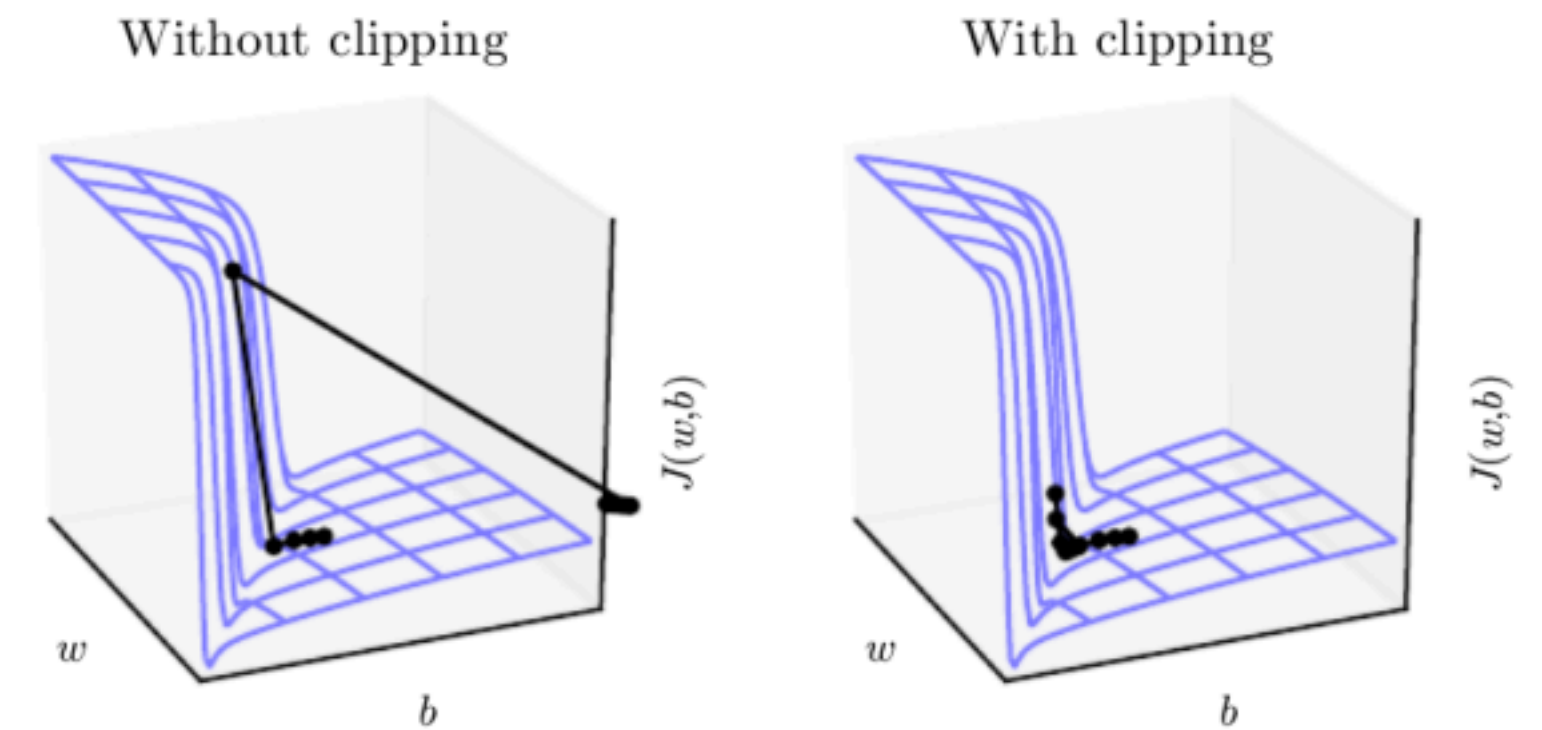 Without clipping
With clipping
J(w,b)
J(w,b)
w
b
w
b